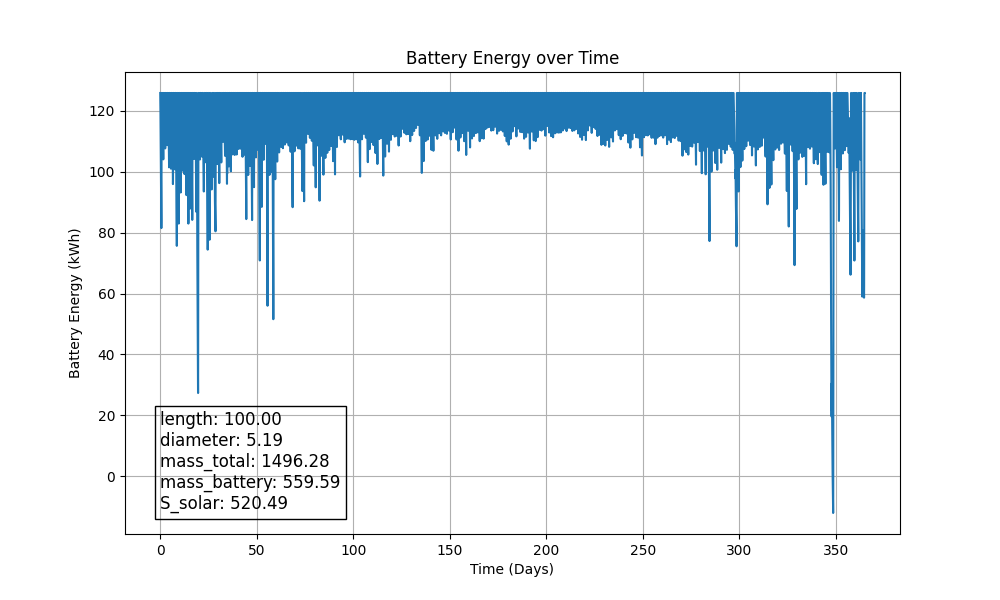 Battery Energy over Time
Battery Energy (kWh)
120
100
80
60
40
20
0
length: 100.00
diameter: 5.19
mass_total: 1496.28
mass_battery: 559.59
S_solar: 520.49
0 50 100 150 200 250 300 350
Time (Days)